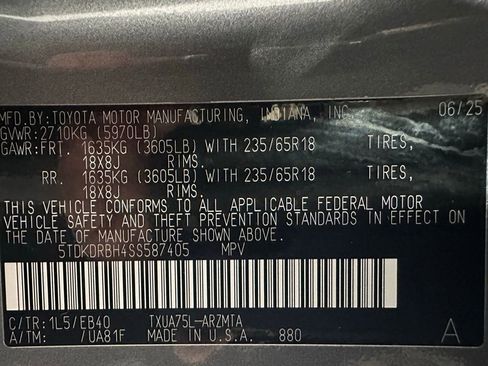 MFD.BY:TOYOTA MOTOR MANUFACTURING, INDIANA, INC. 06/25
GVWR:2710KG (5970LB)
GAWR:FRT. 1635KG (3605LB) WITH 235/65R18 TIRES,
18X8J RIMS.
RR. 1635KG (3605LB) WITH 235/65R18 TIRES,
18X8J RIMS.
THIS VEHICLE CONFORMS TO ALL APPLICABLE FEDERAL MOTOR
VEHICLE SAFETY AND THEFT PREVENTION STANDARDS IN EFFECT ON
THE DATE OF MANUFACTURE SHOWN ABOVE.
5TDKDRBH4SS587405 MPV
C/TR:1L5/EB40 TXUA75L-ARZMTA
A/TM: /UA81F MADE IN U.S.A. 880 A